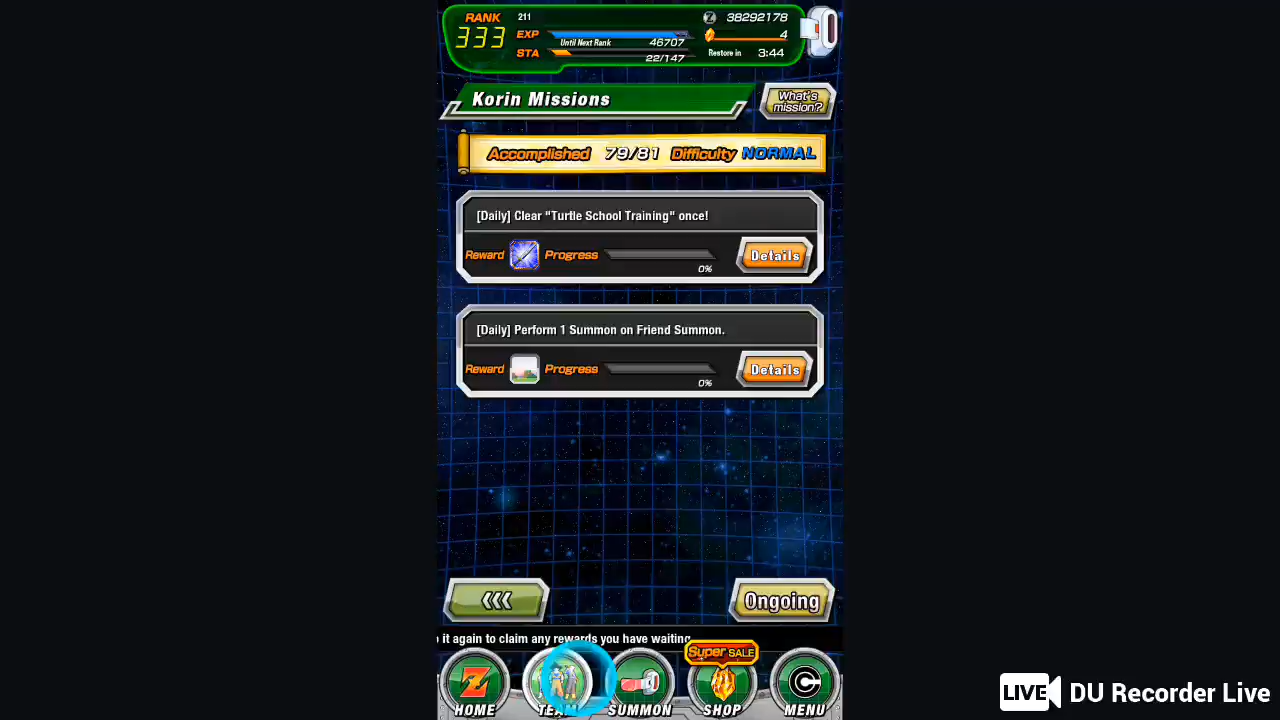 RANK 211 Z 38292178
333 EXP 4
Until Next Rank 46707 Restore in 3:44
STA 22/147
Korin Missions What's mission?
Accomplished 79/81 Difficulty NORMAL
[Daily] Clear "Turtle School Training" once!
Reward Progress Details
0%
[Daily] Perform 1 Summon on Friend Summon.
Reward Progress Details
0%
Ongoing
it again to claim any rewards you have waiting
Super SALE
HOME TEAM SUMMON SHOP MENU
LIVE DU Recorder Live